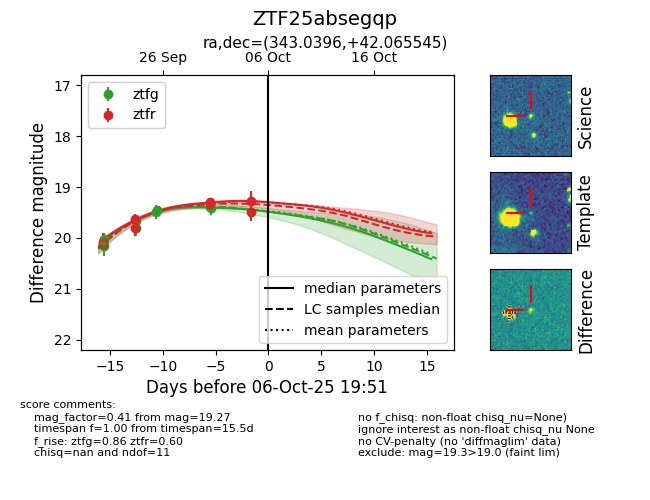 ZTF25absegqp
ra,dec=(343.0396,+42.065545)
26 Sep 06 Oct 16 Oct
17
18
19
20
21
22
Difference magnitude
ztfg
ztfr
median parameters
LC samples median
mean parameters
−15 −10 −5 0 5 10 15
Days before 06-Oct-25 19:51
Science
Template
Difference
score comments:
mag_factor=0.41 from mag=19.27
timespan f=1.00 from timespan=15.5d
f_rise: ztfg=0.86 ztfr=0.60
chisq=nan and ndof=11
no f_chisq: non-float chisq_nu=None)
ignore interest as non-float chisq_nu None
no CV-penalty (no 'diffmaglim' data)
exclude: mag=19.3>19.0 (faint lim)